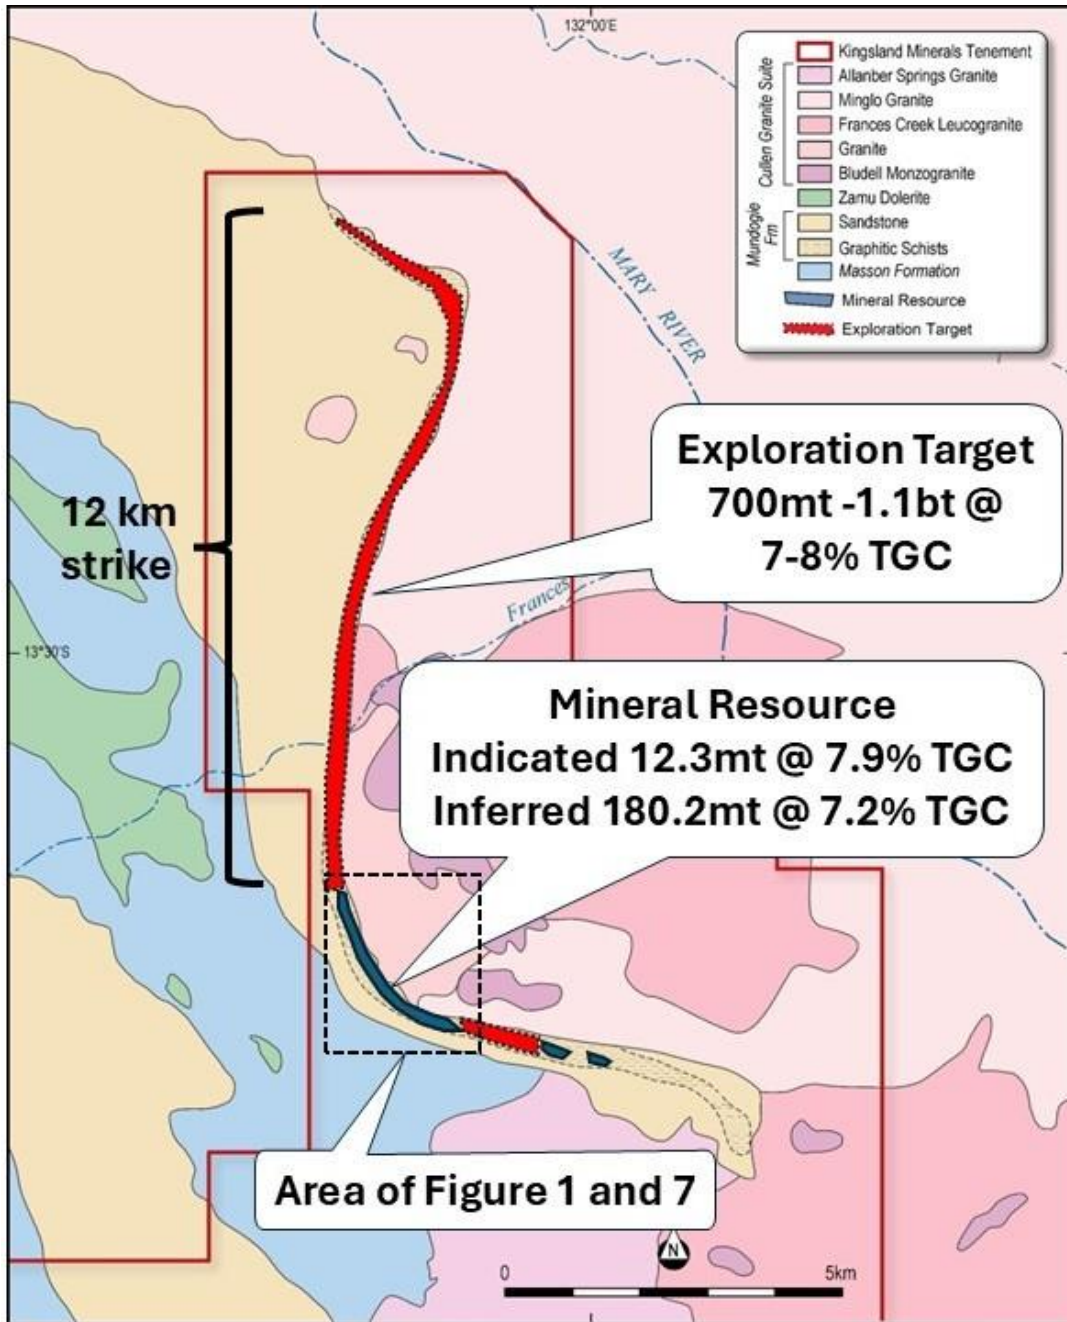 132°00'E
Kingsland Minerals Tenement
Cullen Granite Suite
Allanber Springs Granite
Minglo Granite
Frances Creek Leucogranite
Granite
Bludell Monzogranite
Zamu Dolerite
Mundogie
Fm
Sandstone
Graphitic Schists
Masson Formation
Mineral Resource
Exploration Target
MARY RIVER
Exploration Target
700mt -1.1bt @
7-8% TGC
12 km
strike
Frances
13°30'S
Mineral Resource
Indicated 12.3mt @ 7.9% TGC
Inferred 180.2mt @ 7.2% TGC
Area of Figure 1 and 7
N
0
5km